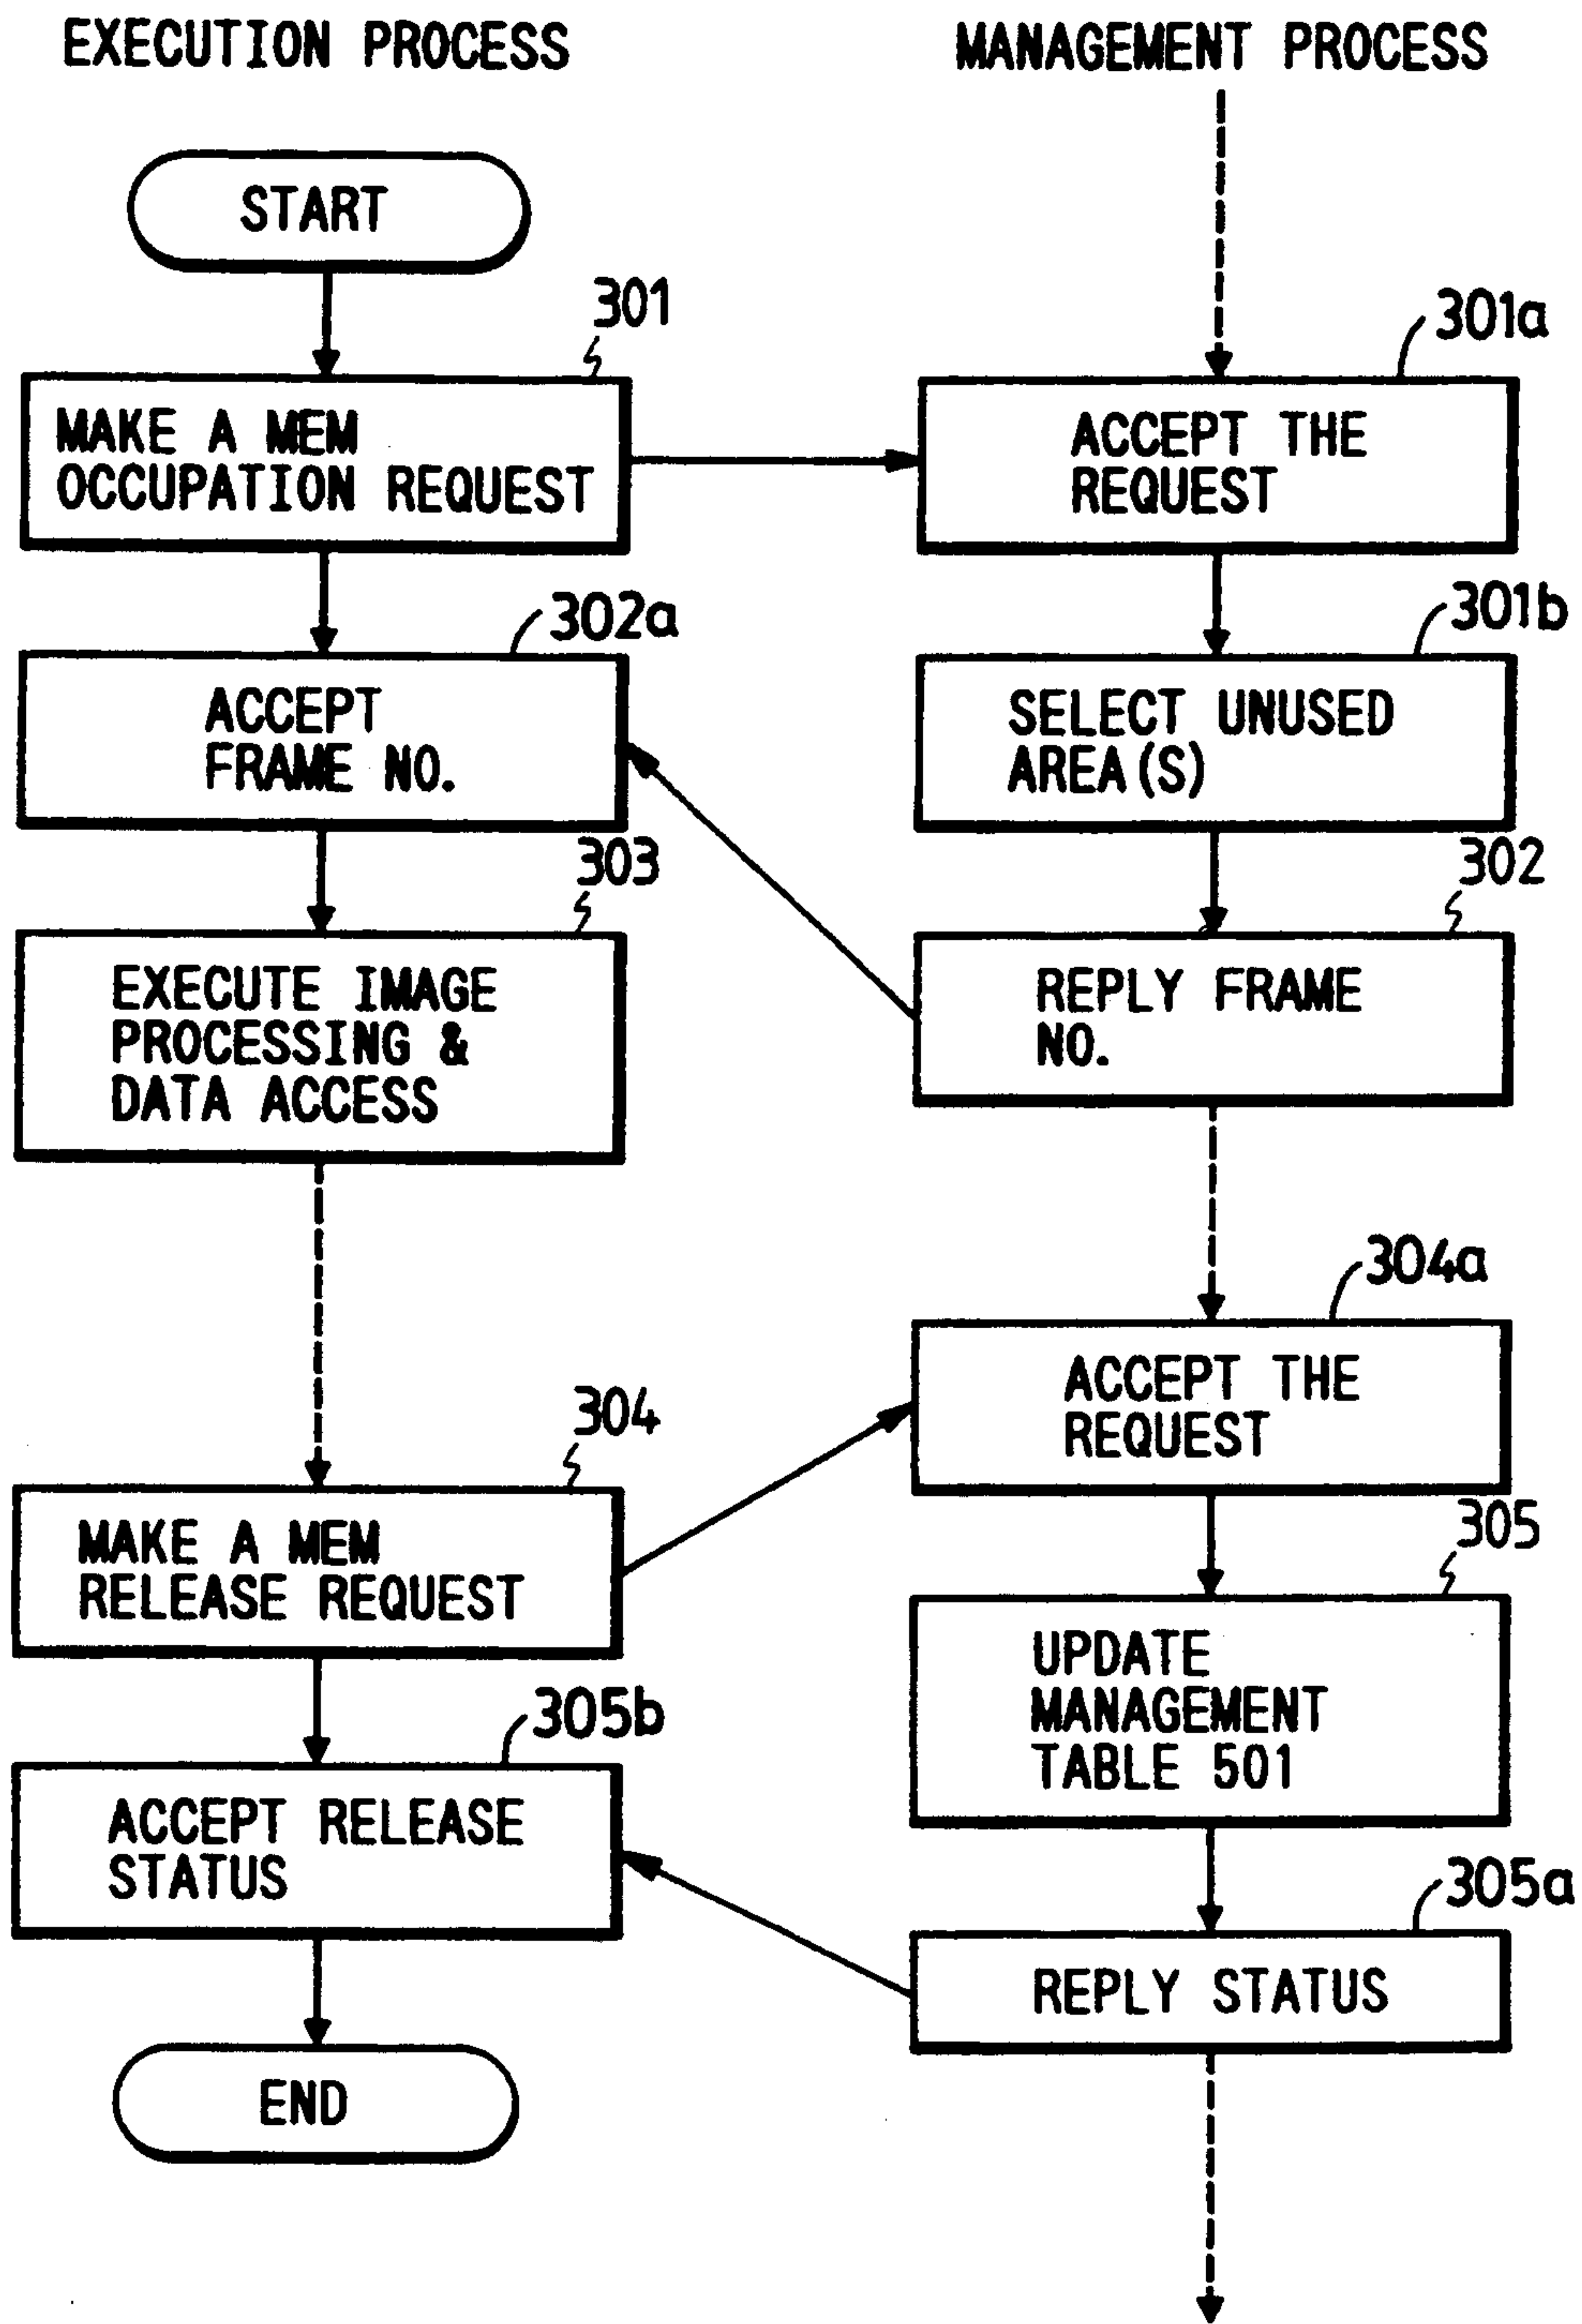 EXECUTION PROCESS
MANAGEMENT PROCESS
START
301
MAKE A MEM
OCCUPATION REQUEST
301a
ACCEPT THE
REQUEST
302a
ACCEPT
FRAME NO.
301b
SELECT UNUSED
AREA(S)
303
EXECUTE IMAGE
PROCESSING &
DATA ACCESS
302
REPLY FRAME
NO.
304a
ACCEPT THE
REQUEST
304
MAKE A MEM
RELEASE REQUEST
305
UPDATE
MANAGEMENT
TABLE 501
305b
ACCEPT RELEASE
STATUS
305a
REPLY STATUS
END